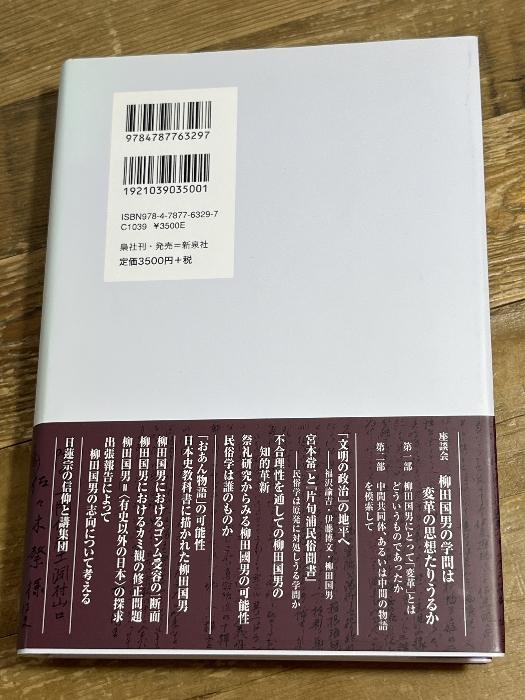 9784787763297
1921039035001
ISBN978-4-7877-6329-7
C1039 ¥3500E
梟社刊・発売=新泉社
定価3500円+税
座談会 柳田国男の学問は
変革の思想たりうるか
第一部 柳田国男にとって「変革」とは
どういうものであったか
第二部 中間共同体、あるいは中間の物語
を模索して
「文明の政治」の地平へ
――福沢諭吉・伊藤博文・柳田国男
宮本常一と『片句浦民俗聞書』
――民俗学は原発に対処しうる学問か
不合理性を通しての柳田国男の
知的革新
祭礼研究からみる柳田國男の可能性
民俗学は誰のものか
「おあん物語」の可能性
日本史教科書に描かれた柳田国男
柳田国男におけるゴンム受容の一断面
柳田国男におけるカミ観の修正問題
柳田国男〓〈有史以外の日本〉の探求
出張報告によって
柳田国男の志向について考える
日蓮宗の信仰と講集団
佐々木
河村山口